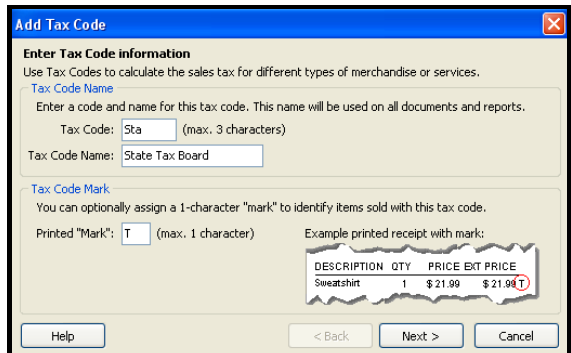 Add Tax Code
Enter Tax Code information
Use Tax Codes to calculate the sales tax for different types of merchandise or services.
Tax Code Name
Enter a code and name for this tax code. This name will be used on all documents and reports.
Tax Code: Sta (max. 3 characters)
Tax Code Name: State Tax Board
Tax Code Mark
You can optionally assign a 1-character "mark" to identify items sold with this tax code.
Printed "Mark": T (max. 1 character) Example printed receipt with mark:
DESCRIPTION QTY PRICE EXT PRICE
Sweatshirt 1 $ 21.99 $ 21.99 T
Help < Back Next > Cancel